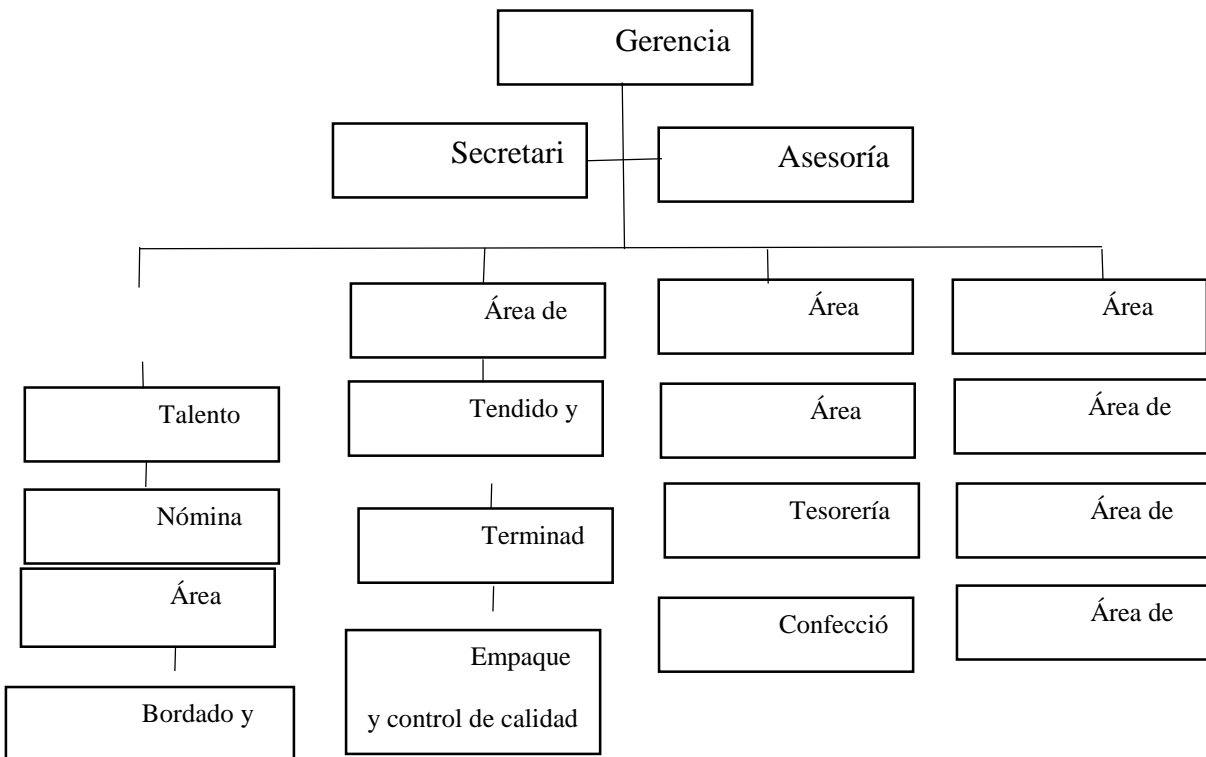 Gerencia
Secretari
Asesoría
Área de
Área
Área
Talento
Tendido y
Área
Área de
Nómina
Terminad
Tesorería
Área de
Área
Empaque
y control de calidad
Confecció
Área de
Bordado y